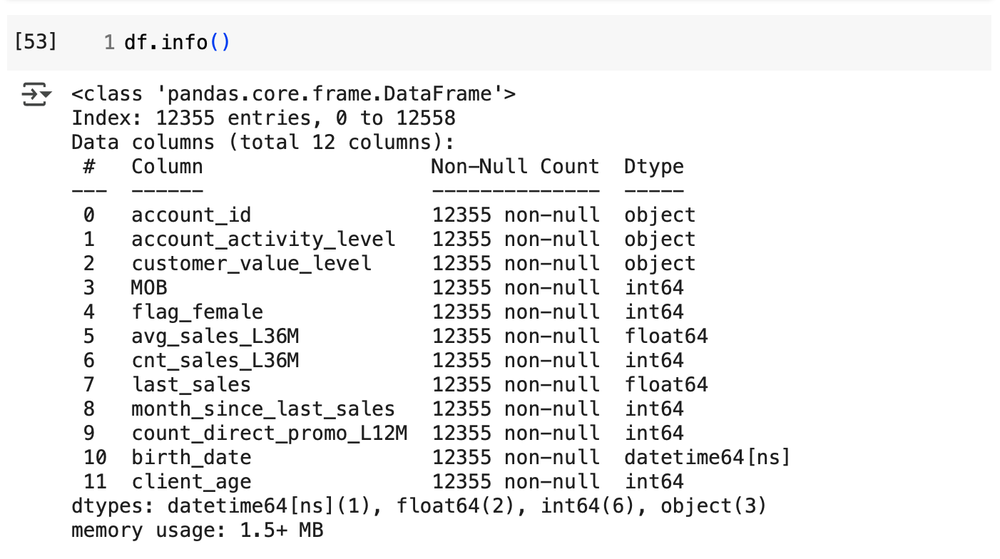 [53] 1 df.info()
<class 'pandas.core.frame.DataFrame'>
Index: 12355 entries, 0 to 12558
Data columns (total 12 columns):
 #   Column                   Non-Null Count  Dtype
---  ------                   --------------  -----
 0   account_id               12355 non-null  object
 1   account_activity_level   12355 non-null  object
 2   customer_value_level     12355 non-null  object
 3   MOB                      12355 non-null  int64
 4   flag_female              12355 non-null  int64
 5   avg_sales_L36M           12355 non-null  float64
 6   cnt_sales_L36M           12355 non-null  int64
 7   last_sales               12355 non-null  float64
 8   month_since_last_sales   12355 non-null  int64
 9   count_direct_promo_L12M  12355 non-null  int64
 10  birth_date               12355 non-null  datetime64[ns]
 11  client_age               12355 non-null  int64
dtypes: datetime64[ns](1), float64(2), int64(6), object(3)
memory usage: 1.5+ MB